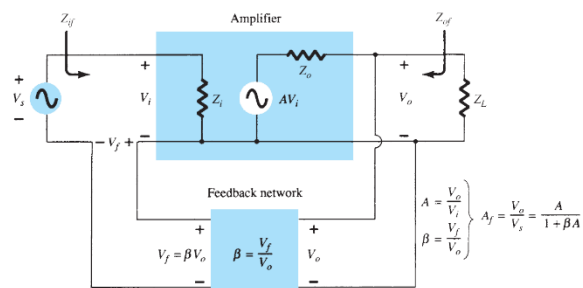 Amplifier
Z_if
Z_of
Z_o
+
V_s
−
+
V_i
−
Z_i
AV_i
+
V_o
−
Z_L
− V_f +
Feedback network
+
V_f = βV_o
−
β = V_f/V_o
+
V_o
−
A = V_o/V_i
β = V_f/V_o
A_f = V_o/V_s = A/(1 + βA)